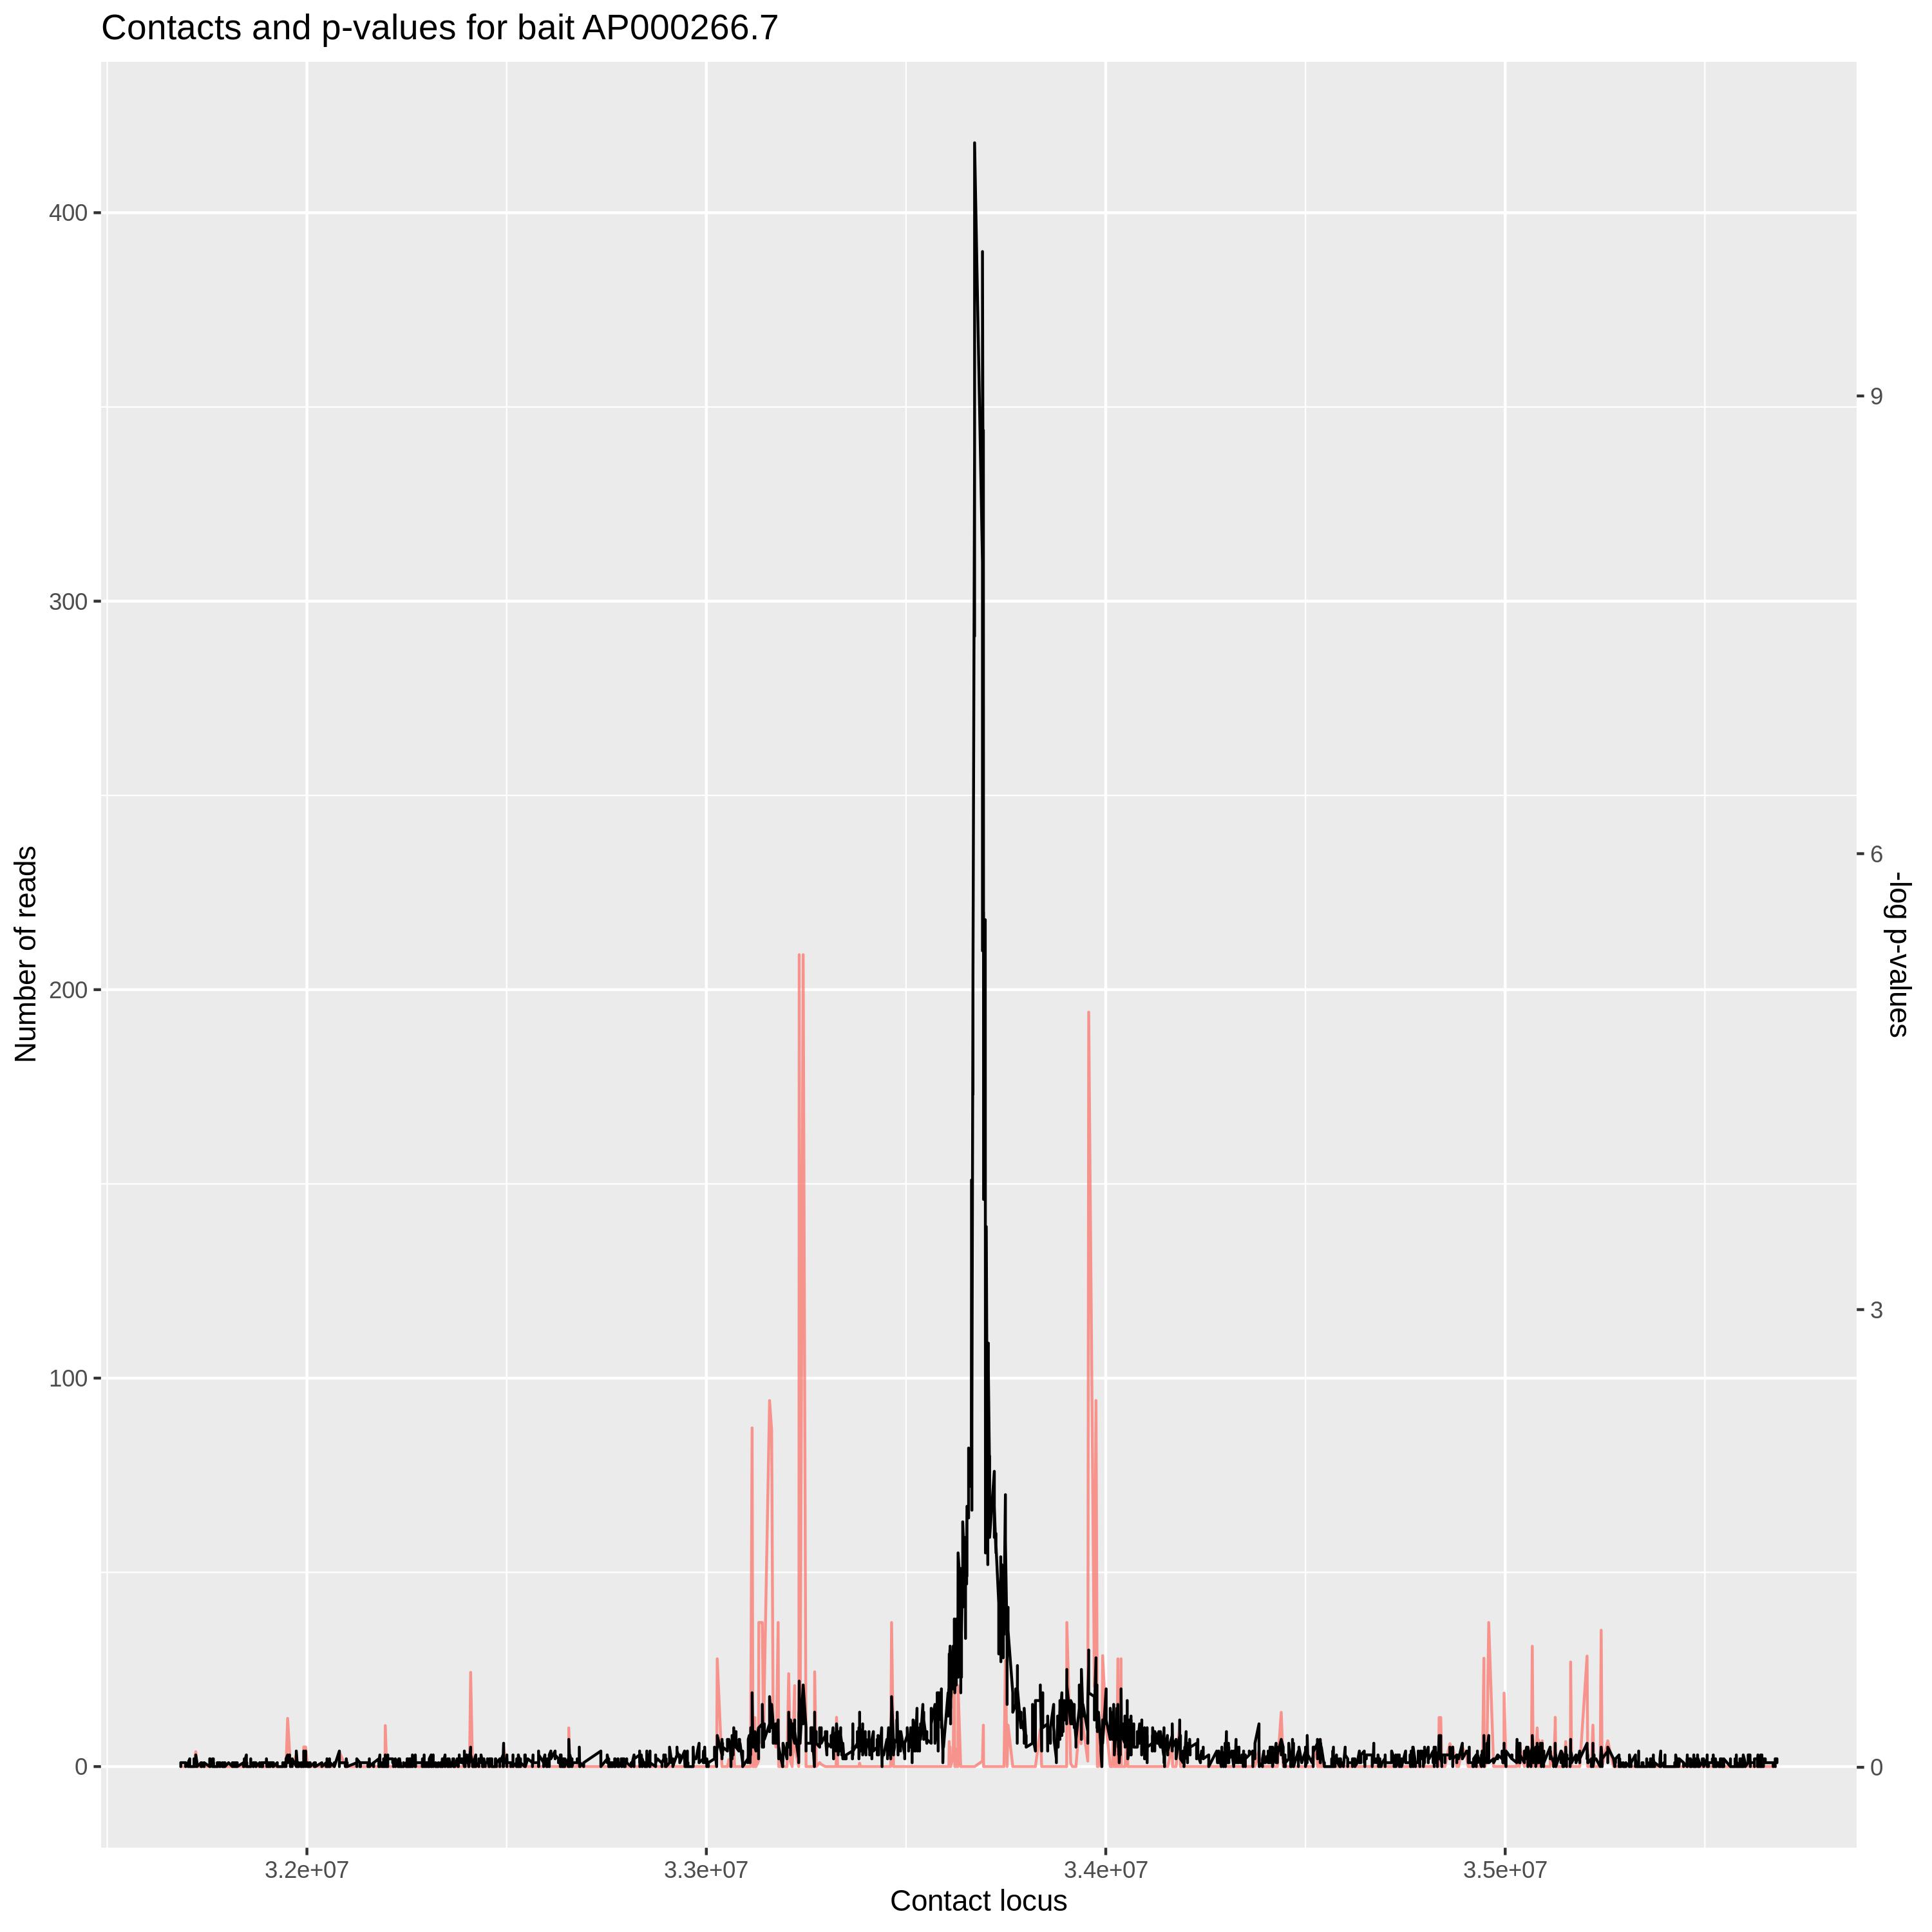 Contacts and p-values for bait AP000266.7
400
300
200
100
0
9
6
3
0
Number of reads
-log p-values
3.2e+07
3.3e+07
3.4e+07
3.5e+07
Contact locus